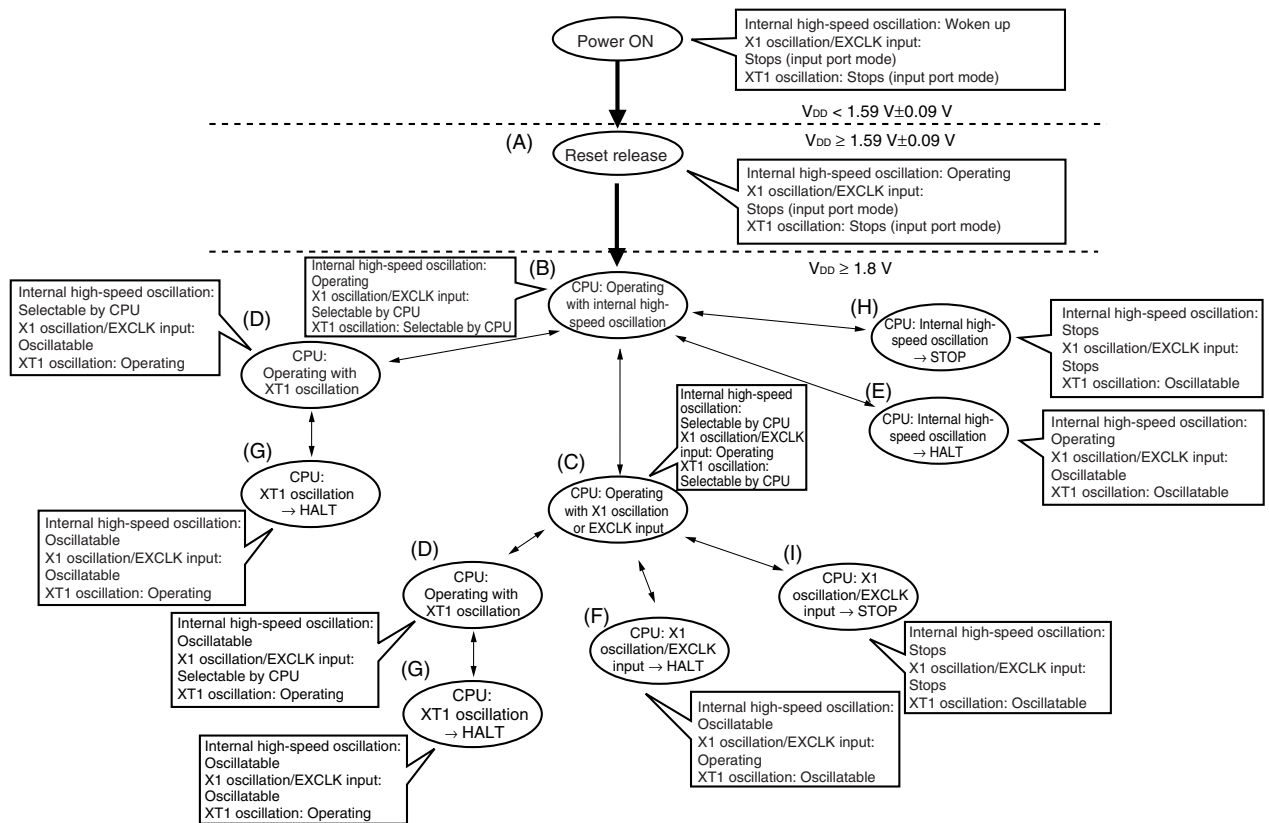 Power ON
Internal high-speed oscillation: Woken up
X1 oscillation/EXCLK input:
Stops (input port mode)
XT1 oscillation: Stops (input port mode)
VDD < 1.59 V±0.09 V
VDD ≥ 1.59 V±0.09 V
(A)
Reset release
Internal high-speed oscillation: Operating
X1 oscillation/EXCLK input:
Stops (input port mode)
XT1 oscillation: Stops (input port mode)
VDD ≥ 1.8 V
(B)
CPU: Operating
with internal high-
speed oscillation
Internal high-speed oscillation:
Operating
X1 oscillation/EXCLK input:
Selectable by CPU
XT1 oscillation: Selectable by CPU
Internal high-speed oscillation:
Selectable by CPU
X1 oscillation/EXCLK input:
Oscillatable
XT1 oscillation: Operating
(D)
CPU:
Operating with
XT1 oscillation
(H)
CPU: Internal high-
speed oscillation
→ STOP
Internal high-speed oscillation:
Stops
X1 oscillation/EXCLK input:
Stops
XT1 oscillation: Oscillatable
(E)
CPU: Internal high-
speed oscillation
→ HALT
Internal high-speed oscillation:
Operating
X1 oscillation/EXCLK input:
Oscillatable
XT1 oscillation: Oscillatable
Internal high-speed
oscillation:
Selectable by CPU
X1 oscillation/EXCLK
input: Operating
XT1 oscillation:
Selectable by CPU
(C)
CPU: Operating
with X1 oscillation
or EXCLK input
(G)
CPU:
XT1 oscillation
→ HALT
Internal high-speed oscillation:
Oscillatable
X1 oscillation/EXCLK input:
Oscillatable
XT1 oscillation: Operating
(D)
CPU:
Operating with
XT1 oscillation
Internal high-speed oscillation:
Oscillatable
X1 oscillation/EXCLK input:
Selectable by CPU
XT1 oscillation: Operating
(G)
CPU:
XT1 oscillation
→ HALT
Internal high-speed oscillation:
Oscillatable
X1 oscillation/EXCLK input:
Oscillatable
XT1 oscillation: Operating
(F)
CPU: X1
oscillation/EXCLK
input → HALT
Internal high-speed oscillation:
Oscillatable
X1 oscillation/EXCLK input:
Operating
XT1 oscillation: Oscillatable
(I)
CPU: X1
oscillation/EXCLK
input → STOP
Internal high-speed oscillation:
Stops
X1 oscillation/EXCLK input:
Stops
XT1 oscillation: Oscillatable